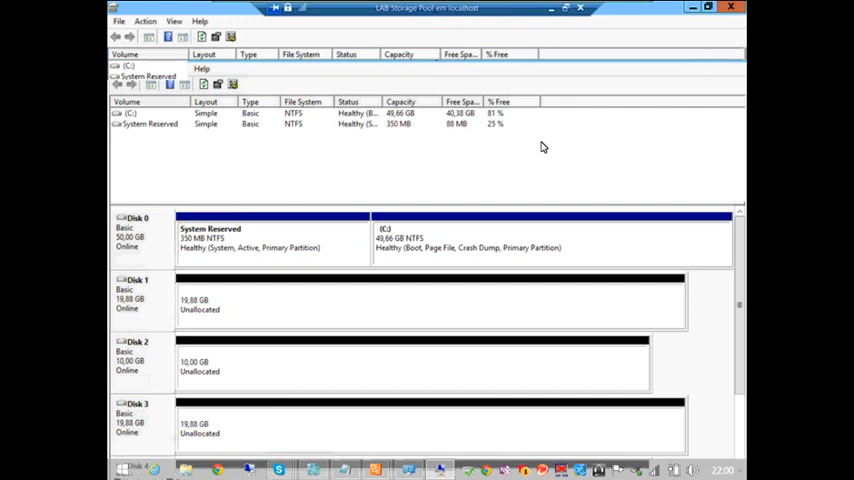 LAB Storage Pool em localhost
File Action View Help
Volume Layout Type File System Status Capacity Free Spa... % Free
(C:)
Help
System Reserved
Volume Layout Type File System Status Capacity Free Spa... % Free
(C:) Simple Basic NTFS Healthy (B... 49,66 GB 40,38 GB 81 %
System Reserved Simple Basic NTFS Healthy (S... 350 MB 88 MB 25 %
Disk 0
Basic
50,00 GB
Online
System Reserved
350 MB NTFS
Healthy (System, Active, Primary Partition)
(C:)
49,66 GB NTFS
Healthy (Boot, Page File, Crash Dump, Primary Partition)
Disk 1
Basic
19,88 GB
Online
19,88 GB
Unallocated
Disk 2
Basic
10,00 GB
Online
10,00 GB
Unallocated
Disk 3
Basic
19,88 GB
Online
19,88 GB
Unallocated
Disk 4
22:00